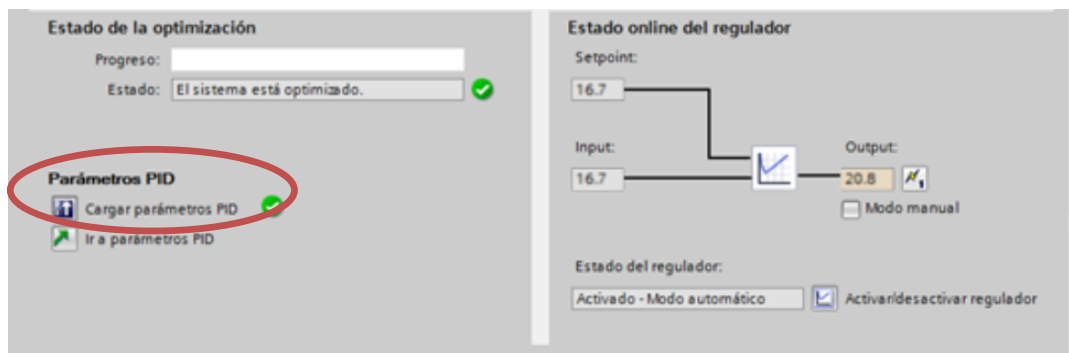 Estado de la optimización
Progreso:
Estado: El sistema está optimizado.
Parámetros PID
Cargar parámetros PID
Ir a parámetros PID
Estado online del regulador
Setpoint:
16.7
Input:
16.7
Output:
20.8
Modo manual
Estado del regulador:
Activado - Modo automático
Activar/desactivar regulador